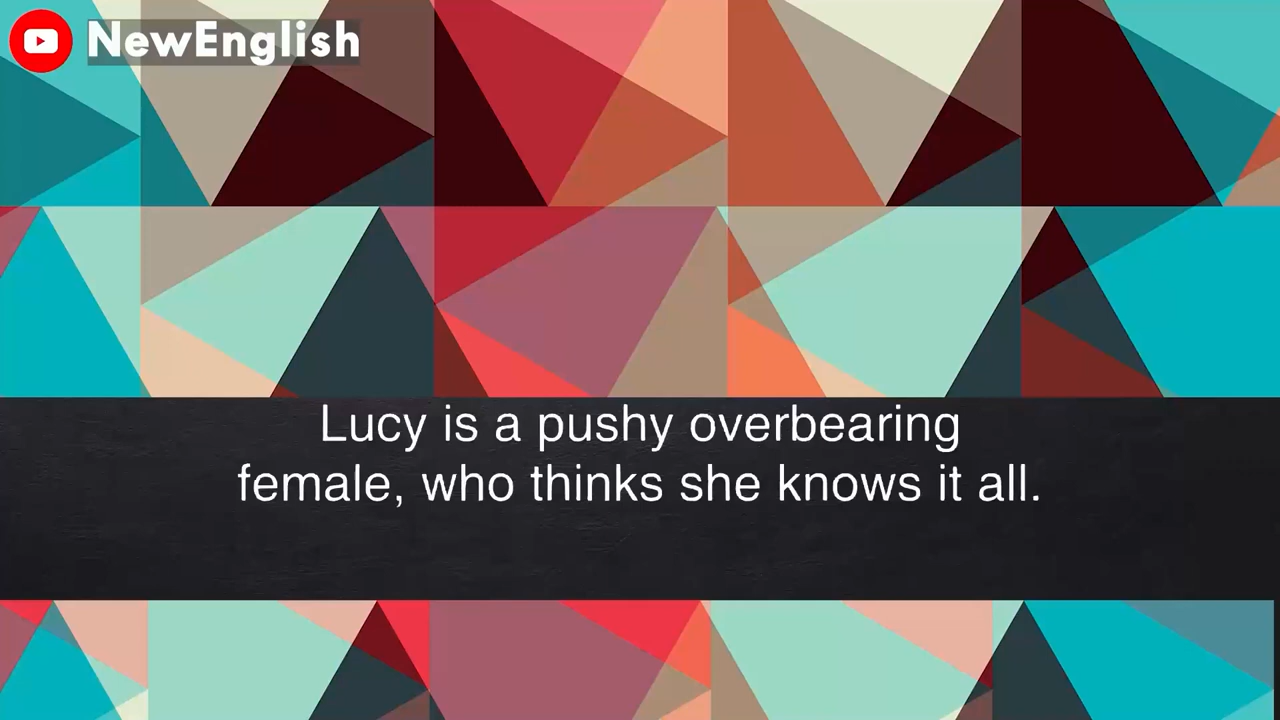 NewEnglish
Lucy is a pushy overbearing
female, who thinks she knows it all.